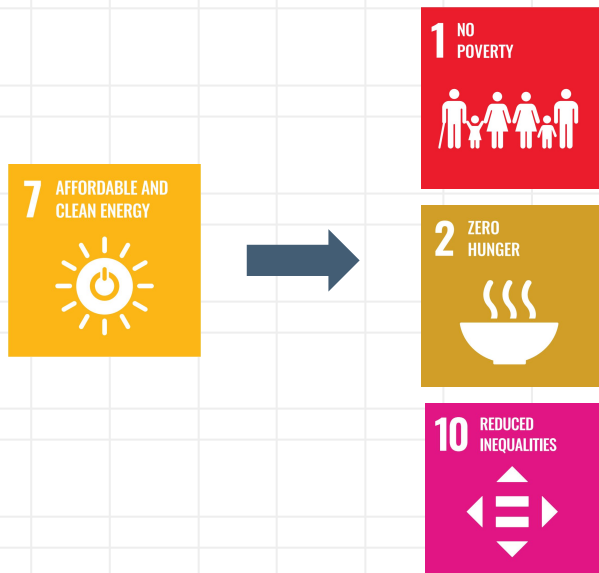 7 AFFORDABLE AND
CLEAN ENERGY
1 NO
POVERTY
2 ZERO
HUNGER
10 REDUCED
INEQUALITIES